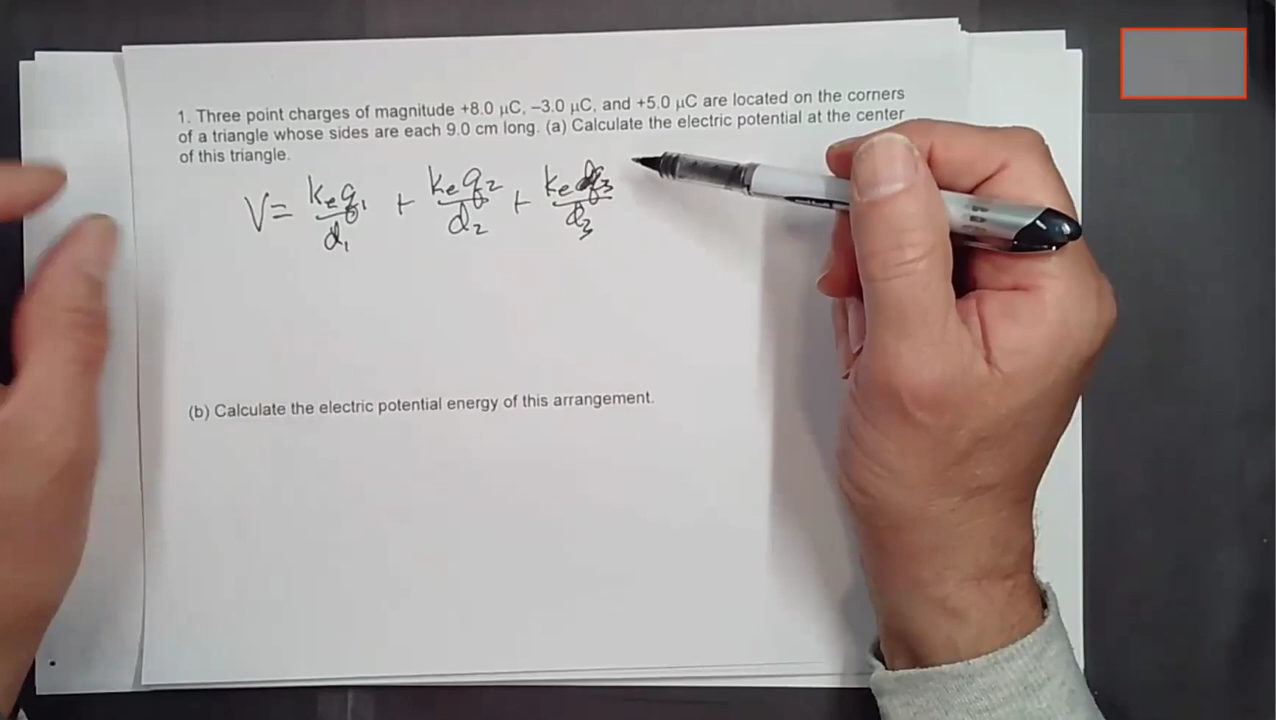 1. Three point charges of magnitude +8.0 μC, −3.0 μC, and +5.0 μC are located on the corners
of a triangle whose sides are each 9.0 cm long. (a) Calculate the electric potential at the center
of this triangle.
V = keq1/d1 + keq2/d2 + keq3/d3
(b) Calculate the electric potential energy of this arrangement.